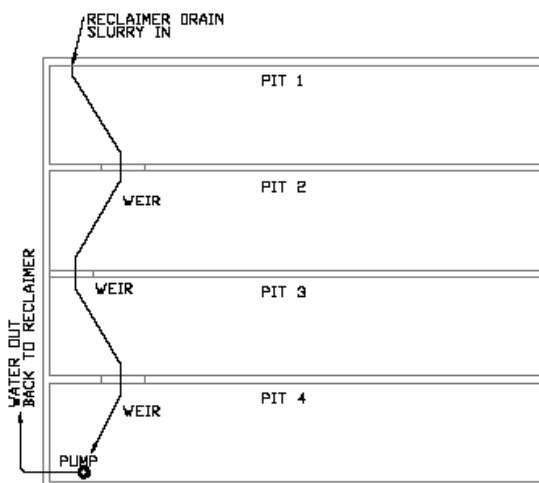 RECLAIMER DRAIN
SLURRY IN
PIT 1
PIT 2
WEIR
WEIR
PIT 3
WATER OUT
BACK TO RECLAIMER
PIT 4
WEIR
PUMP